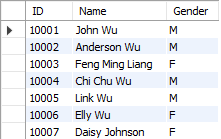 ID Name Gender
10001 John Wu M
10002 Anderson Wu M
10003 Feng Ming Liang F
10004 Chi Chu Wu M
10005 Link Wu M
10006 Elly Wu F
10007 Daisy Johnson F